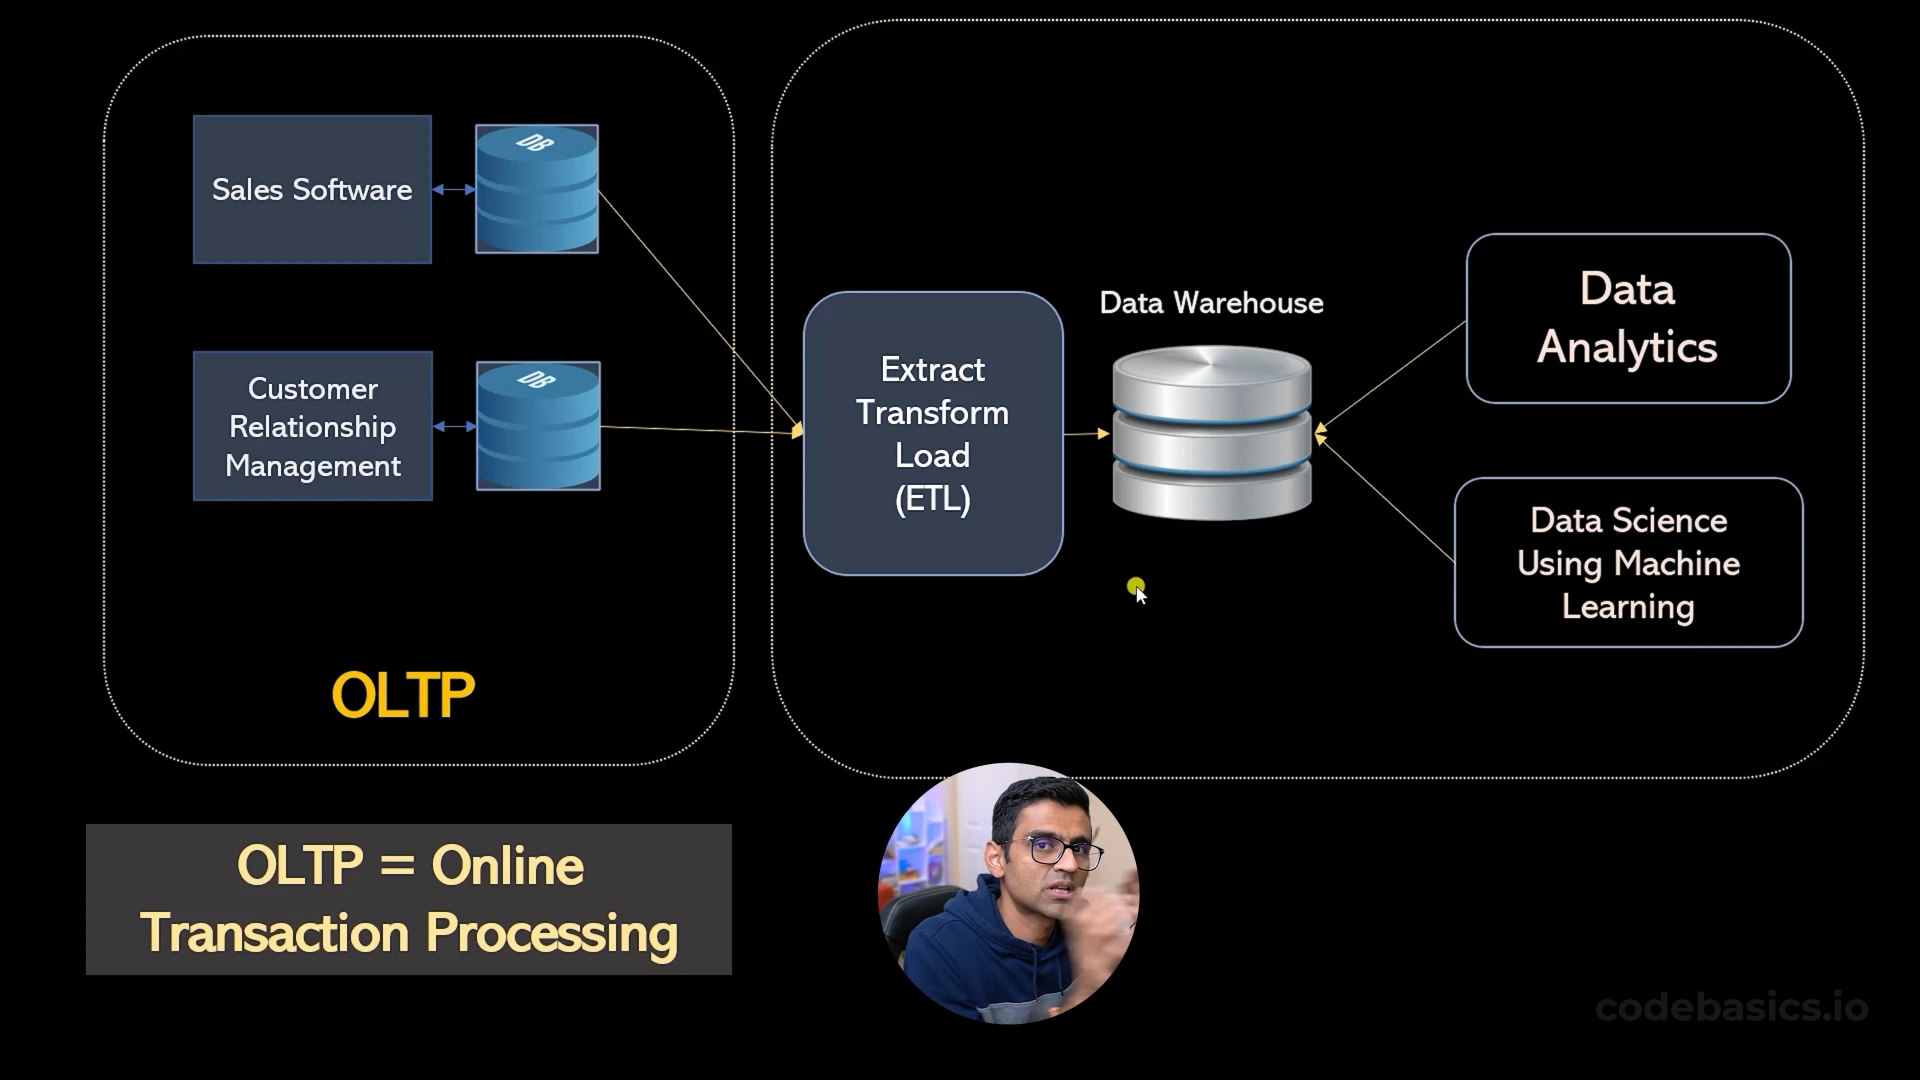 Sales Software
DB
Customer
Relationship
Management
DB
OLTP
OLTP = Online
Transaction Processing
Extract
Transform
Load
(ETL)
Data Warehouse
Data
Analytics
Data Science
Using Machine
Learning
codebasics.io